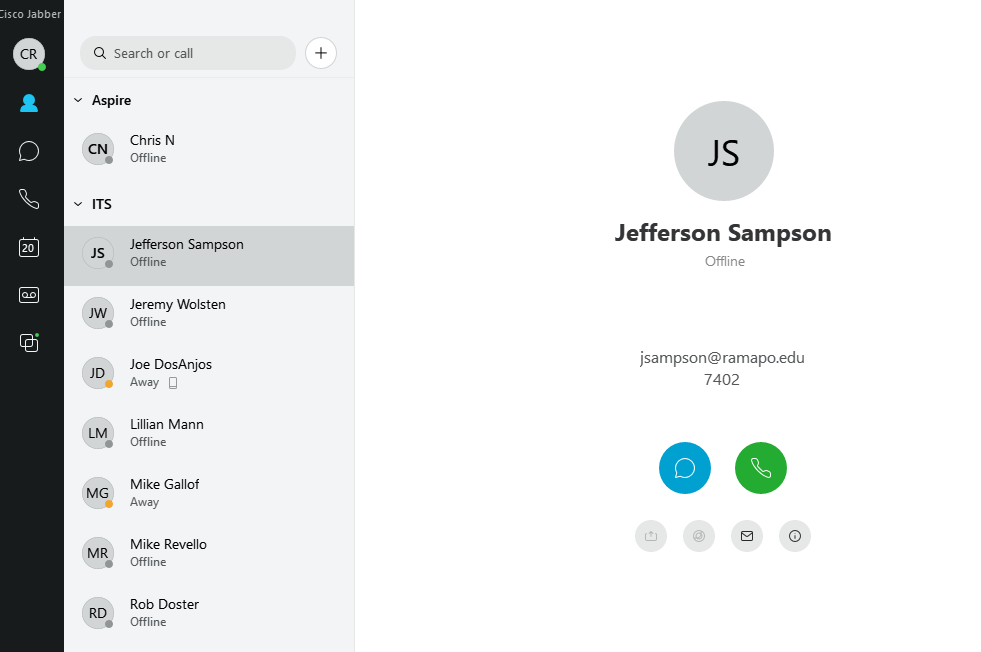 Cisco Jabber
CR
20
Search or call
Aspire
CN
Chris N
Offline
ITS
JS
Jefferson Sampson
Offline
JW
Jeremy Wolsten
Offline
JD
Joe DosAnjos
Away
LM
Lillian Mann
Offline
MG
Mike Gallof
Away
MR
Mike Revello
Offline
RD
Rob Doster
Offline
JS
Jefferson Sampson
Offline
jsampson@ramapo.edu
7402